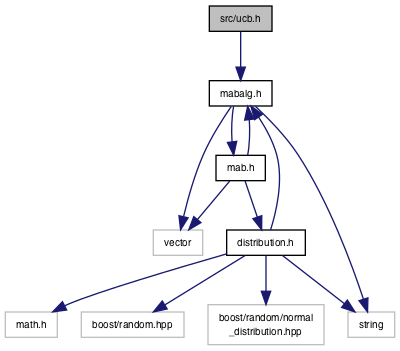 src/ucb.h
mabalg.h
mab.h
vector
distribution.h
math.h
boost/random.hpp
boost/random/normal
_distribution.hpp
string